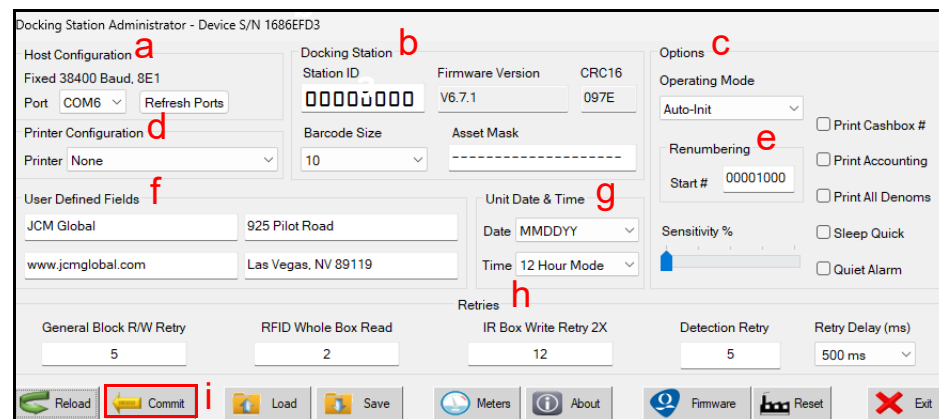 Docking Station Administrator - Device S/N 1686EFD3
Host Configuration a
Fixed 38400 Baud, 8E1
Port COM6 Refresh Ports
Docking Station b
Station ID Firmware Version CRC16
00000000 V6.7.1 097E
Barcode Size Asset Mask
10 --------------------
Options c
Operating Mode
Auto-Init
Printer Configuration d
Printer None
Renumbering e
Start # 00001000
Sensitivity %
Print Cashbox #
Print Accounting
Print All Denoms
Sleep Quick
Quiet Alarm
User Defined Fields f
JCM Global 925 Pilot Road
www.jcmglobal.com Las Vegas, NV 89119
Unit Date & Time g
Date MMDDYY
Time 12 Hour Mode
Retries h
General Block R/W Retry RFID Whole Box Read IR Box Write Retry 2X Detection Retry Retry Delay (ms)
5 2 12 5 500 ms
Reload Commit i Load Save Meters About Firmware Reset Exit